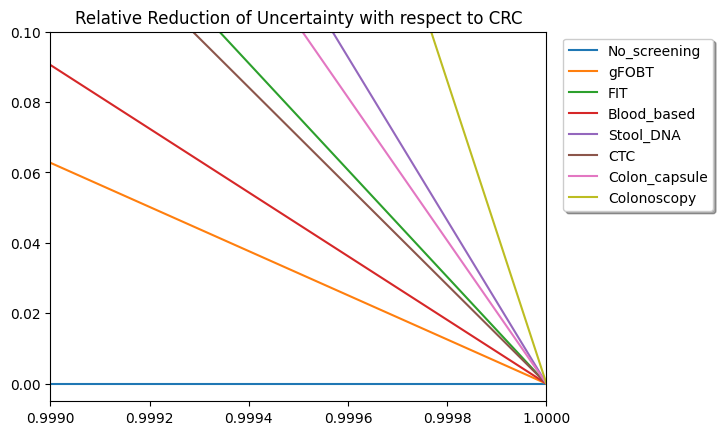 Relative Reduction of Uncertainty with respect to CRC
0.10
0.08
0.06
0.04
0.02
0.00
0.9990
0.9992
0.9994
0.9996
0.9998
1.0000
No_screening
gFOBT
FIT
Blood_based
Stool_DNA
CTC
Colon_capsule
Colonoscopy